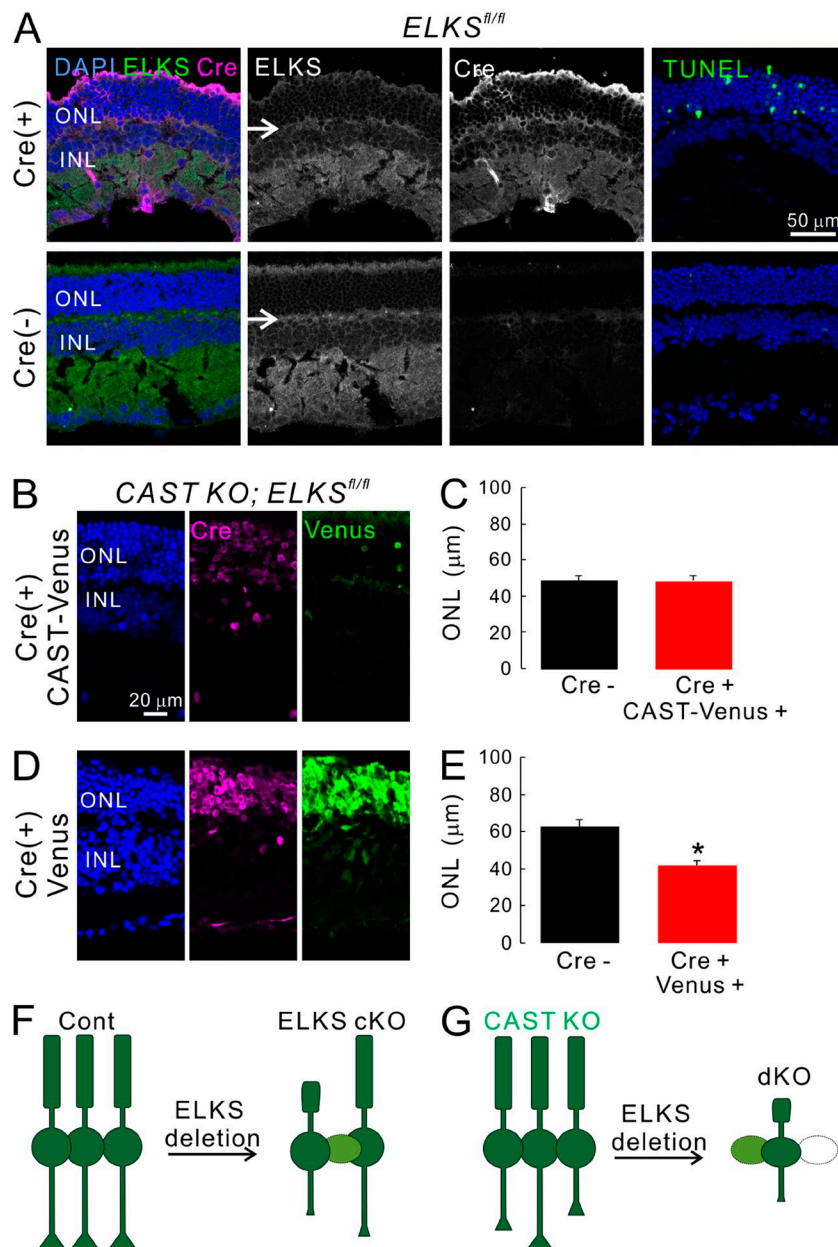 A
ELKS fl/fl
Cre(+)
DAPI ELKS Cre
ELKS
Cre
TUNEL
ONL
INL
50 μm
Cre(-)
ONL
INL
B
CAST KO; ELKS fl/fl
Cre(+)
CAST-Venus
ONL
INL
20 μm
Cre
Venus
C
ONL (μm)
100
80
60
40
20
0
Cre -
Cre +
CAST-Venus +
D
Cre(+)
Venus
ONL
INL
E
ONL (μm)
100
80
60
40
20
0
*
Cre -
Cre +
Venus +
F
Cont
ELKS
deletion
ELKS cKO
G
CAST KO
ELKS
deletion
dKO